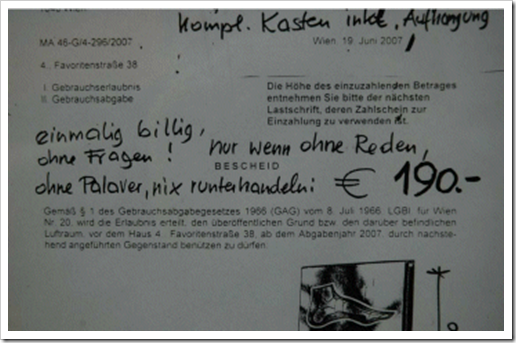 kompl. Kasten inkl. Aufhängung
MA 46-G/4-296/2007
Wien, 19. Juni 2007
4., Favoritenstraße 38
I. Gebrauchserlaubnis
II. Gebrauchsabgabe
Die Höhe des einzuzahlenden Betrages
entnehmen Sie bitte der nächsten
Lastschrift, deren Zahlschein zur
Einzahlung zu verwenden ist.
einmalig billig,
ohne Fragen! nur wenn ohne Reden,
BESCHEID
ohne Palaver, nix runterhandeln: € 190.-
Gemäß § 1 des Gebrauchsabgabegesetzes 1966 (GAG) vom 8. Juli 1966 LGBl. für Wien
Nr. 20, wird die Erlaubnis erteilt, den überöffentlichen Grund bzw. den darüber befindlichen
Luftraum, vor dem Haus 4., Favoritenstraße 38, ab dem Abgabenjahr 2007, durch nachste-
hend angeführten Gegenstand benützen zu dürfen.